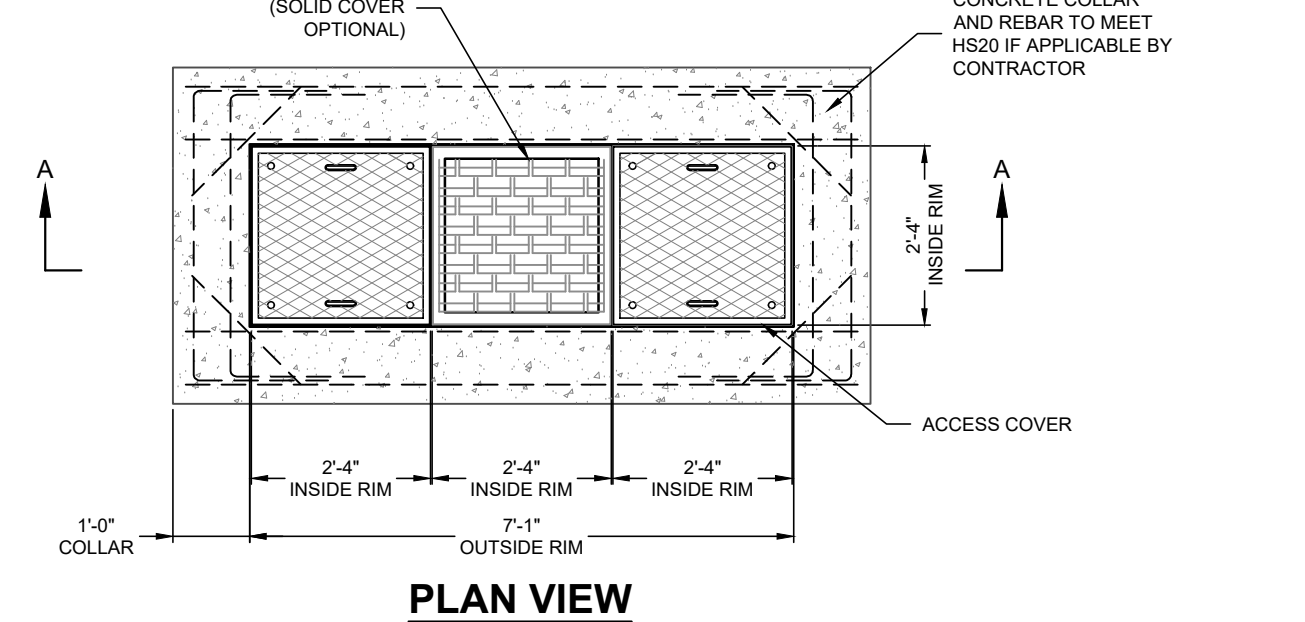 (SOLID COVER
OPTIONAL)
CONCRETE COLLAR
AND REBAR TO MEET
HS20 IF APPLICABLE BY
CONTRACTOR
A
A
2'-4"
INSIDE RIM
ACCESS COVER
2'-4"
INSIDE RIM
2'-4"
INSIDE RIM
2'-4"
INSIDE RIM
1'-0"
COLLAR
7'-1"
OUTSIDE RIM
PLAN VIEW